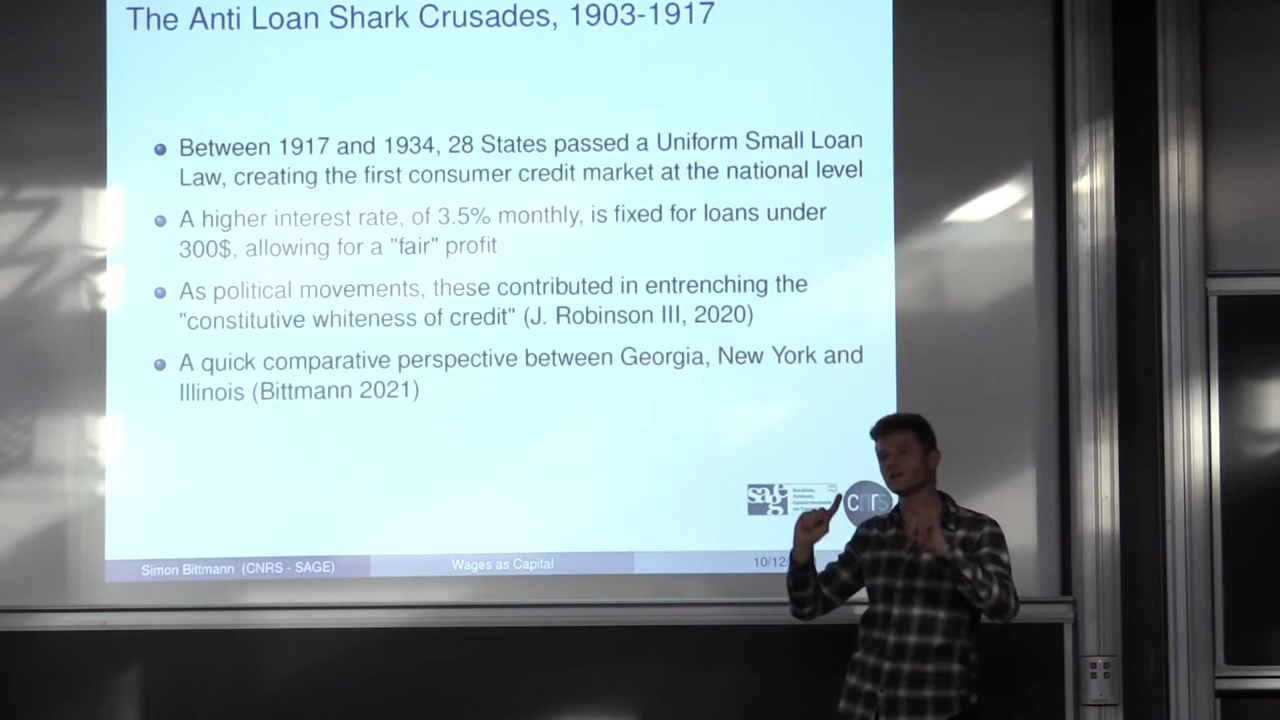 The Anti Loan Shark Crusades, 1903-1917
Between 1917 and 1934, 28 States passed a Uniform Small Loan
Law, creating the first consumer credit market at the national level
A higher interest rate, of 3.5% monthly, is fixed for loans under
300$, allowing for a "fair" profit
As political movements, these contributed in entrenching the
"constitutive whiteness of credit" (J. Robinson III, 2020)
A quick comparative perspective between Georgia, New York and
Illinois (Bittmann 2021)
sage
cnrs
Simon Bittmann (CNRS - SAGE)
Wages as Capital
10/12